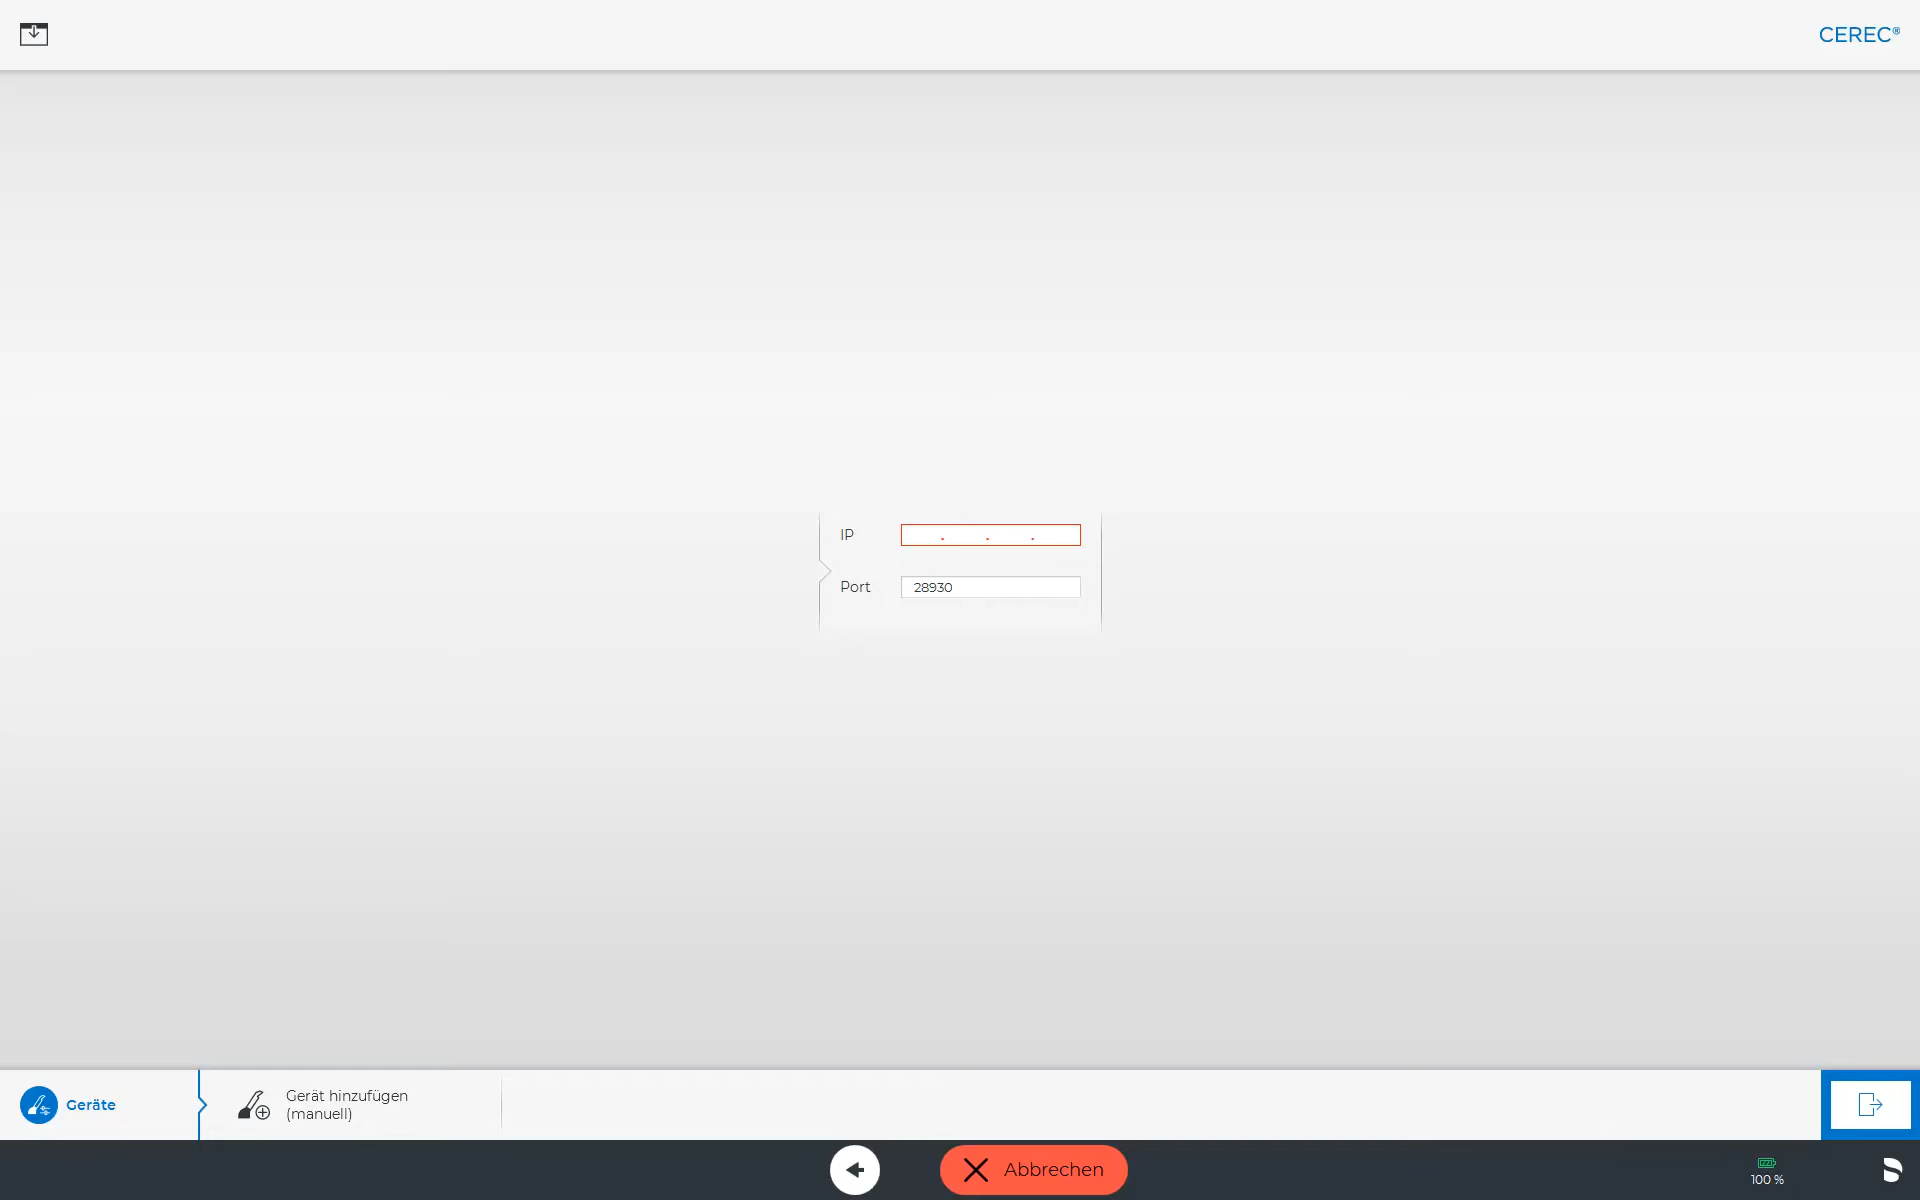 CEREC®
IP . . .
Port 28930
Geräte
Gerät hinzufügen
(manuell)
Abbrechen
100 %